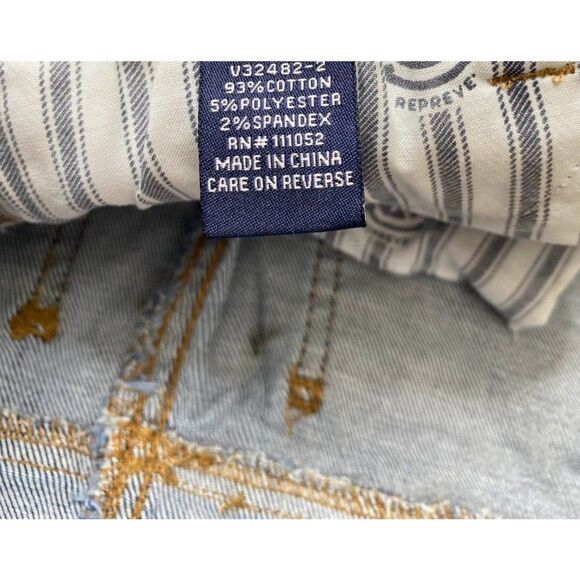 V32482-2
93%COTTON
5%POLYESTER
2%SPANDEX
RN# 111052
MADE IN CHINA
CARE ON REVERSE
REPREVE